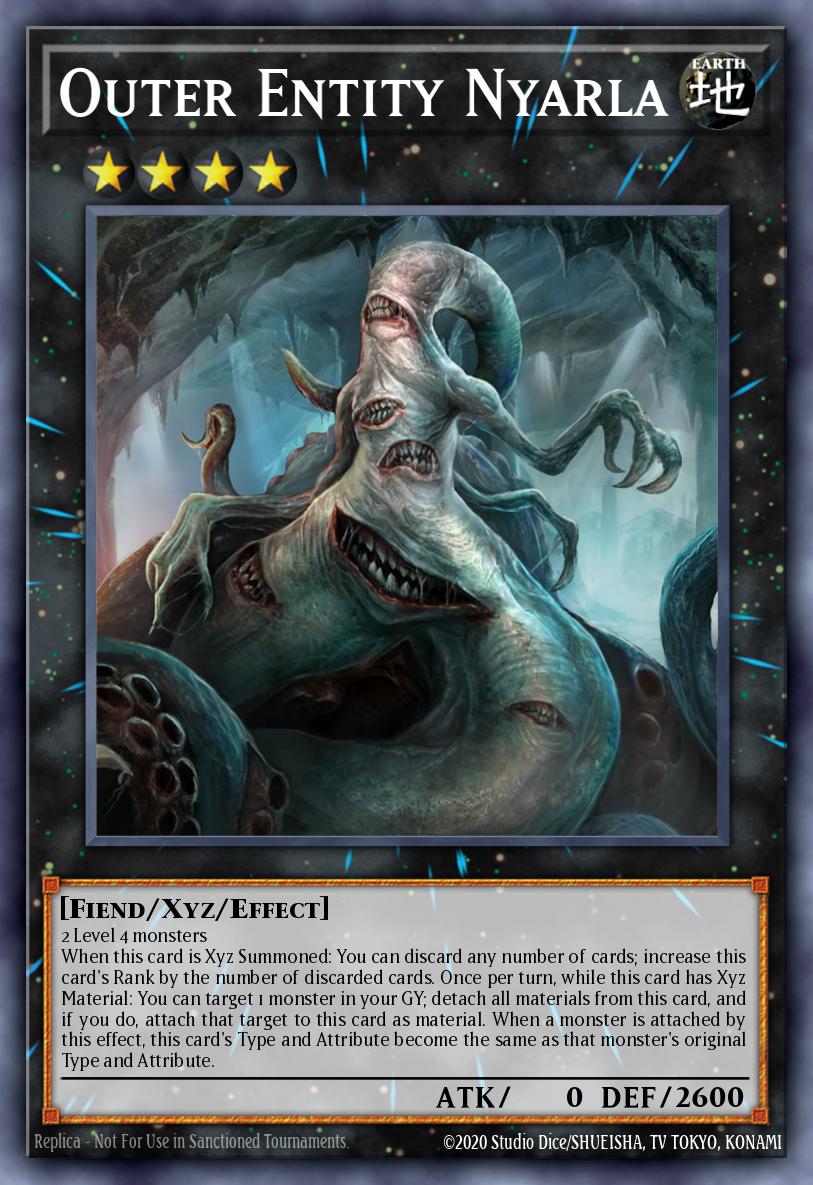 Outer Entity Nyarla
EARTH
地
[Fiend/Xyz/Effect]
2 Level 4 monsters
When this card is Xyz Summoned: You can discard any number of cards; increase this
card's Rank by the number of discarded cards. Once per turn, while this card has Xyz
Material: You can target 1 monster in your GY; detach all materials from this card, and
if you do, attach that target to this card as material. When a monster is attached by
this effect, this card's Type and Attribute become the same as that monster's original
Type and Attribute.
ATK/ 0 DEF/2600
Replica - Not For Use in Sanctioned Tournaments.
©2020 Studio Dice/SHUEISHA, TV TOKYO, KONAMI